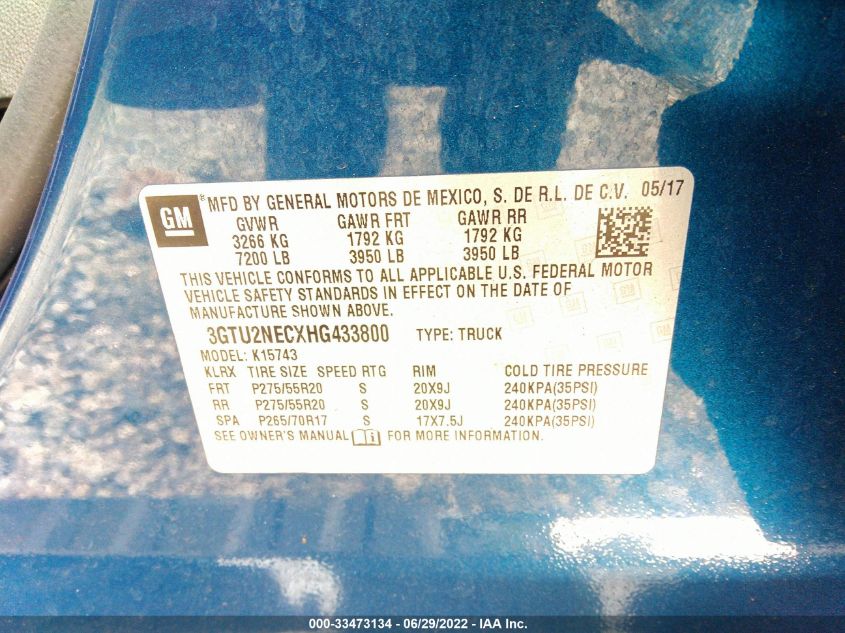 GM ® MFD BY GENERAL MOTORS DE MEXICO, S. DE R.L. DE C.V. 05/17
GVWR GAWR FRT GAWR RR
3266 KG 1792 KG 1792 KG
7200 LB 3950 LB 3950 LB
THIS VEHICLE CONFORMS TO ALL APPLICABLE U.S. FEDERAL MOTOR
VEHICLE SAFETY STANDARDS IN EFFECT ON THE DATE OF
MANUFACTURE SHOWN ABOVE.
3GTU2NECXHG433800 TYPE: TRUCK
MODEL: K15743
KLRX TIRE SIZE SPEED RTG RIM COLD TIRE PRESSURE
FRT P275/55R20 S 20X9J 240KPA(35PSI)
RR P275/55R20 S 20X9J 240KPA(35PSI)
SPA P265/70R17 S 17X7.5J 240KPA(35PSI)
SEE OWNER'S MANUAL i FOR MORE INFORMATION.
000-33473134 - 06/29/2022 - IAA Inc.